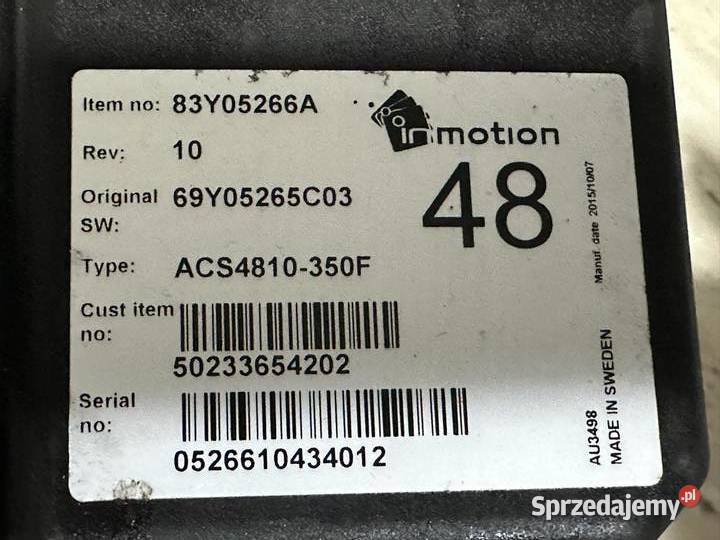 Item no: 83Y05266A
inmotion
Rev: 10
48
Original SW: 69Y05265C03
Type: ACS4810-350F
Cust item no:
50233654202
Serial no:
0526610434012
Manuf. date 2015/10/07
AU3498
MADE IN SWEDEN
Sprzedajemy.pl